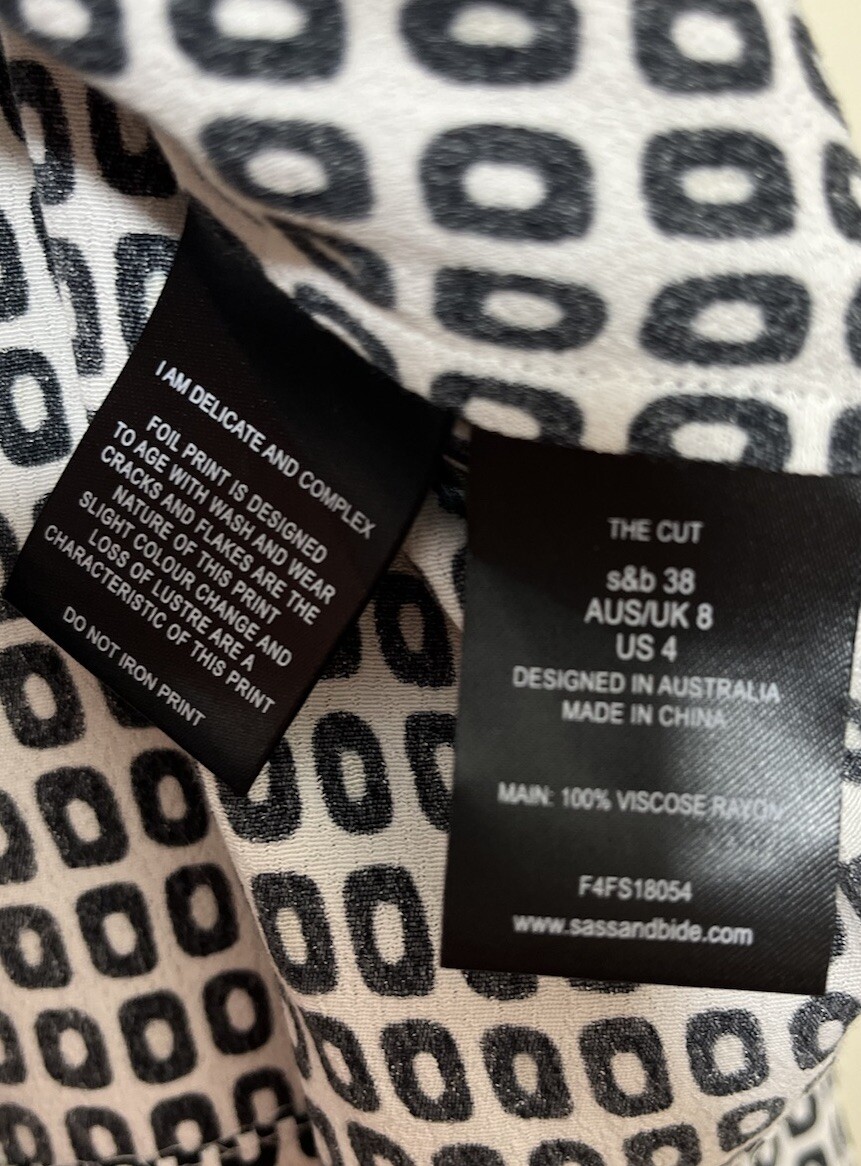 I AM DELICATE AND COMPLEX
FOIL PRINT IS DESIGNED
TO AGE WITH WASH AND WEAR
CRACKS AND FLAKES ARE THE
NATURE OF THIS PRINT
SLIGHT COLOUR CHANGE AND
LOSS OF LUSTRE ARE A
CHARACTERISTIC OF THIS PRINT
DO NOT IRON PRINT
THE CUT
s&b 38
AUS/UK 8
US 4
DESIGNED IN AUSTRALIA
MADE IN CHINA
MAIN: 100% VISCOSE RAYON
F4FS18054
www.sassandbide.com